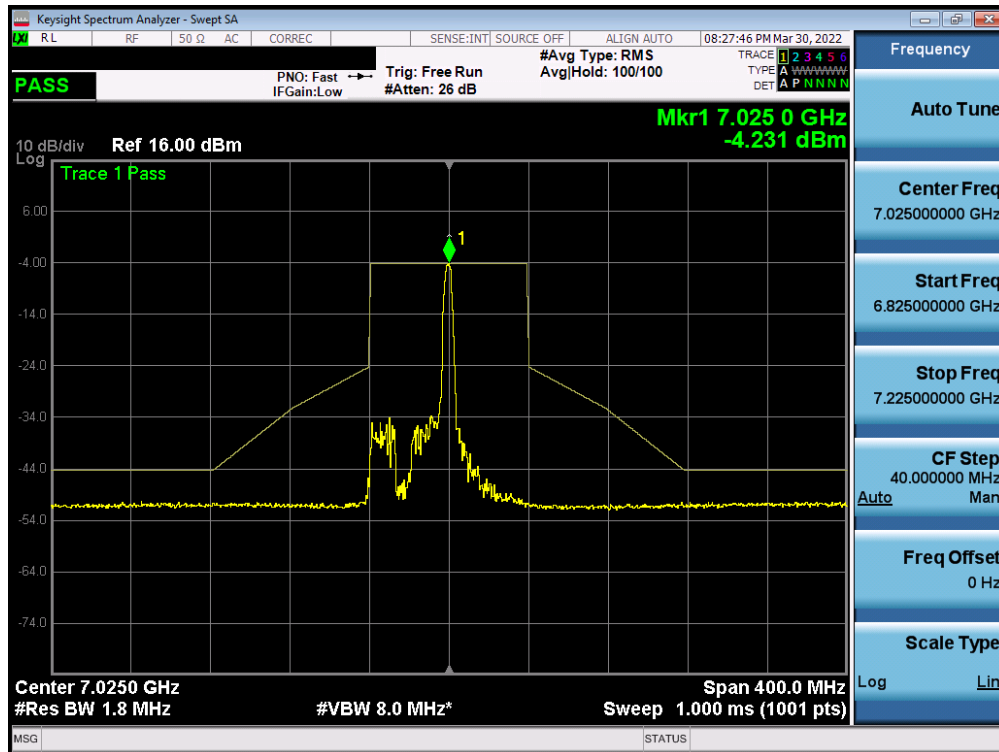 Keysight Spectrum Analyzer - Swept SA
LXI RL RF 50 Ω AC CORREC SENSE:INT SOURCE OFF ALIGN AUTO 08:27:46 PM Mar 30, 2022
PASS
PNO: Fast
IFGain:Low
Trig: Free Run
#Atten: 26 dB
#Avg Type: RMS
Avg|Hold: 100/100
TRACE 1 2 3 4 5 6
TYPE A WWWWW
DET A P N N N N
Mkr1 7.025 0 GHz
-4.231 dBm
10 dB/div Ref 16.00 dBm
Log
Trace 1 Pass
1
6.00
-4.00
-14.0
-24.0
-34.0
-44.0
-54.0
-64.0
-74.0
Center 7.0250 GHz Span 400.0 MHz
#Res BW 1.8 MHz #VBW 8.0 MHz* Sweep 1.000 ms (1001 pts)
MSG STATUS
Frequency
Auto Tune
Center Freq
7.025000000 GHz
Start Freq
6.825000000 GHz
Stop Freq
7.225000000 GHz
CF Step
40.000000 MHz
Auto Man
Freq Offset
0 Hz
Scale Type
Log Lin